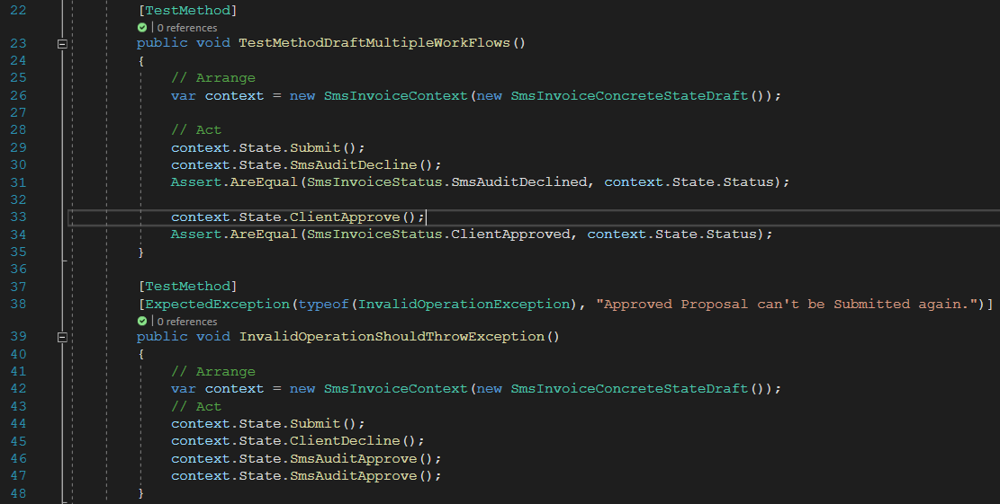 22 [TestMethod]
| 0 references
23 public void TestMethodDraftMultipleWorkFlows()
24 {
25 // Arrange
26 var context = new SmsInvoiceContext(new SmsInvoiceConcreteStateDraft());
27
28 // Act
29 context.State.Submit();
30 context.State.SmsAuditDecline();
31 Assert.AreEqual(SmsInvoiceStatus.SmsAuditDeclined, context.State.Status);
32
33 context.State.ClientApprove();
34 Assert.AreEqual(SmsInvoiceStatus.ClientApproved, context.State.Status);
35 }
36
37 [TestMethod]
38 [ExpectedException(typeof(InvalidOperationException), "Approved Proposal can't be Submitted again.")]
| 0 references
39 public void InvalidOperationShouldThrowException()
40 {
41 // Arrange
42 var context = new SmsInvoiceContext(new SmsInvoiceConcreteStateDraft());
43 // Act
44 context.State.Submit();
45 context.State.ClientDecline();
46 context.State.SmsAuditApprove();
47 context.State.SmsAuditApprove();
48 }